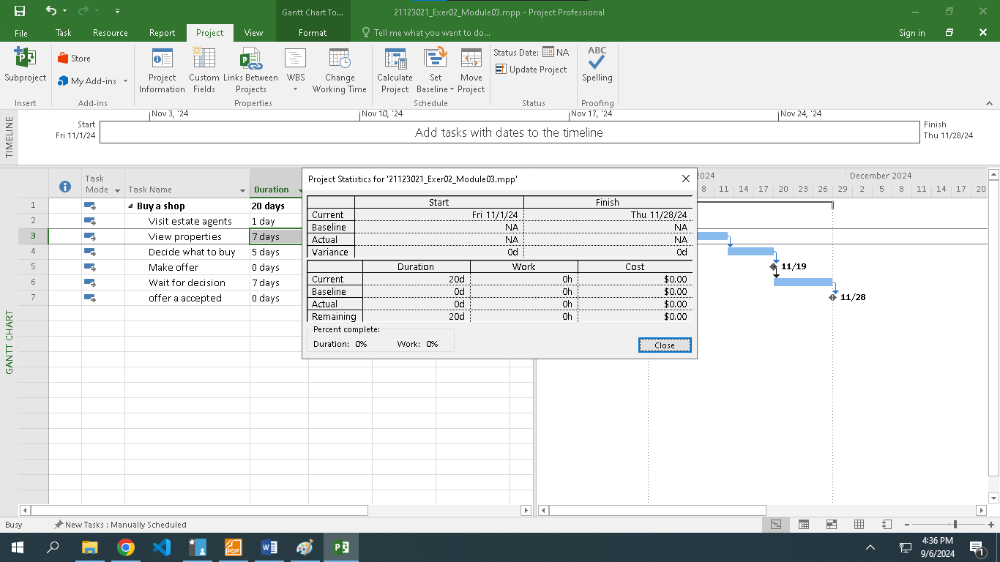 Gantt Chart To...
21123021_Exer02_Module03.mpp - Project Professional
File Task Resource Report Project View Format Tell me what you want to do... Sign in
Subproject
Insert
Store
My Add-ins
Add-ins
Project Information
Custom Fields
Links Between Projects
WBS
Change Working Time
Properties
Calculate Project
Set Baseline
Move Project
Schedule
Status Date: NA
Update Project
Status
ABC
Spelling
Proofing
TIMELINE
Nov 3, '24 Nov 10, '24 Nov 17, '24 Nov 24, '24
Start
Fri 11/1/24
Add tasks with dates to the timeline
Finish
Thu 11/28/24
GANTT CHART
Task Mode Task Name Duration
1 Buy a shop 20 days
2 Visit estate agents 1 day
3 View properties 7 days
4 Decide what to buy 5 days
5 Make offer 0 days
6 Wait for decision 7 days
7 offer a accepted 0 days
Project Statistics for '21123021_Exer02_Module03.mpp'
Start Finish
Current Fri 11/1/24 Thu 11/28/24
Baseline NA NA
Actual NA NA
Variance 0d 0d
Duration Work Cost
Current 20d 0h $0.00
Baseline 0d 0h $0.00
Actual 0d 0h $0.00
Remaining 20d 0h $0.00
Percent complete:
Duration: 0% Work: 0%
Close
2024 December 2024
8 11 14 17 20 23 26 29 2 5 8 11 14 17 20
11/19
11/28
Busy New Tasks : Manually Scheduled
PDF
4:36 PM
9/6/2024
1